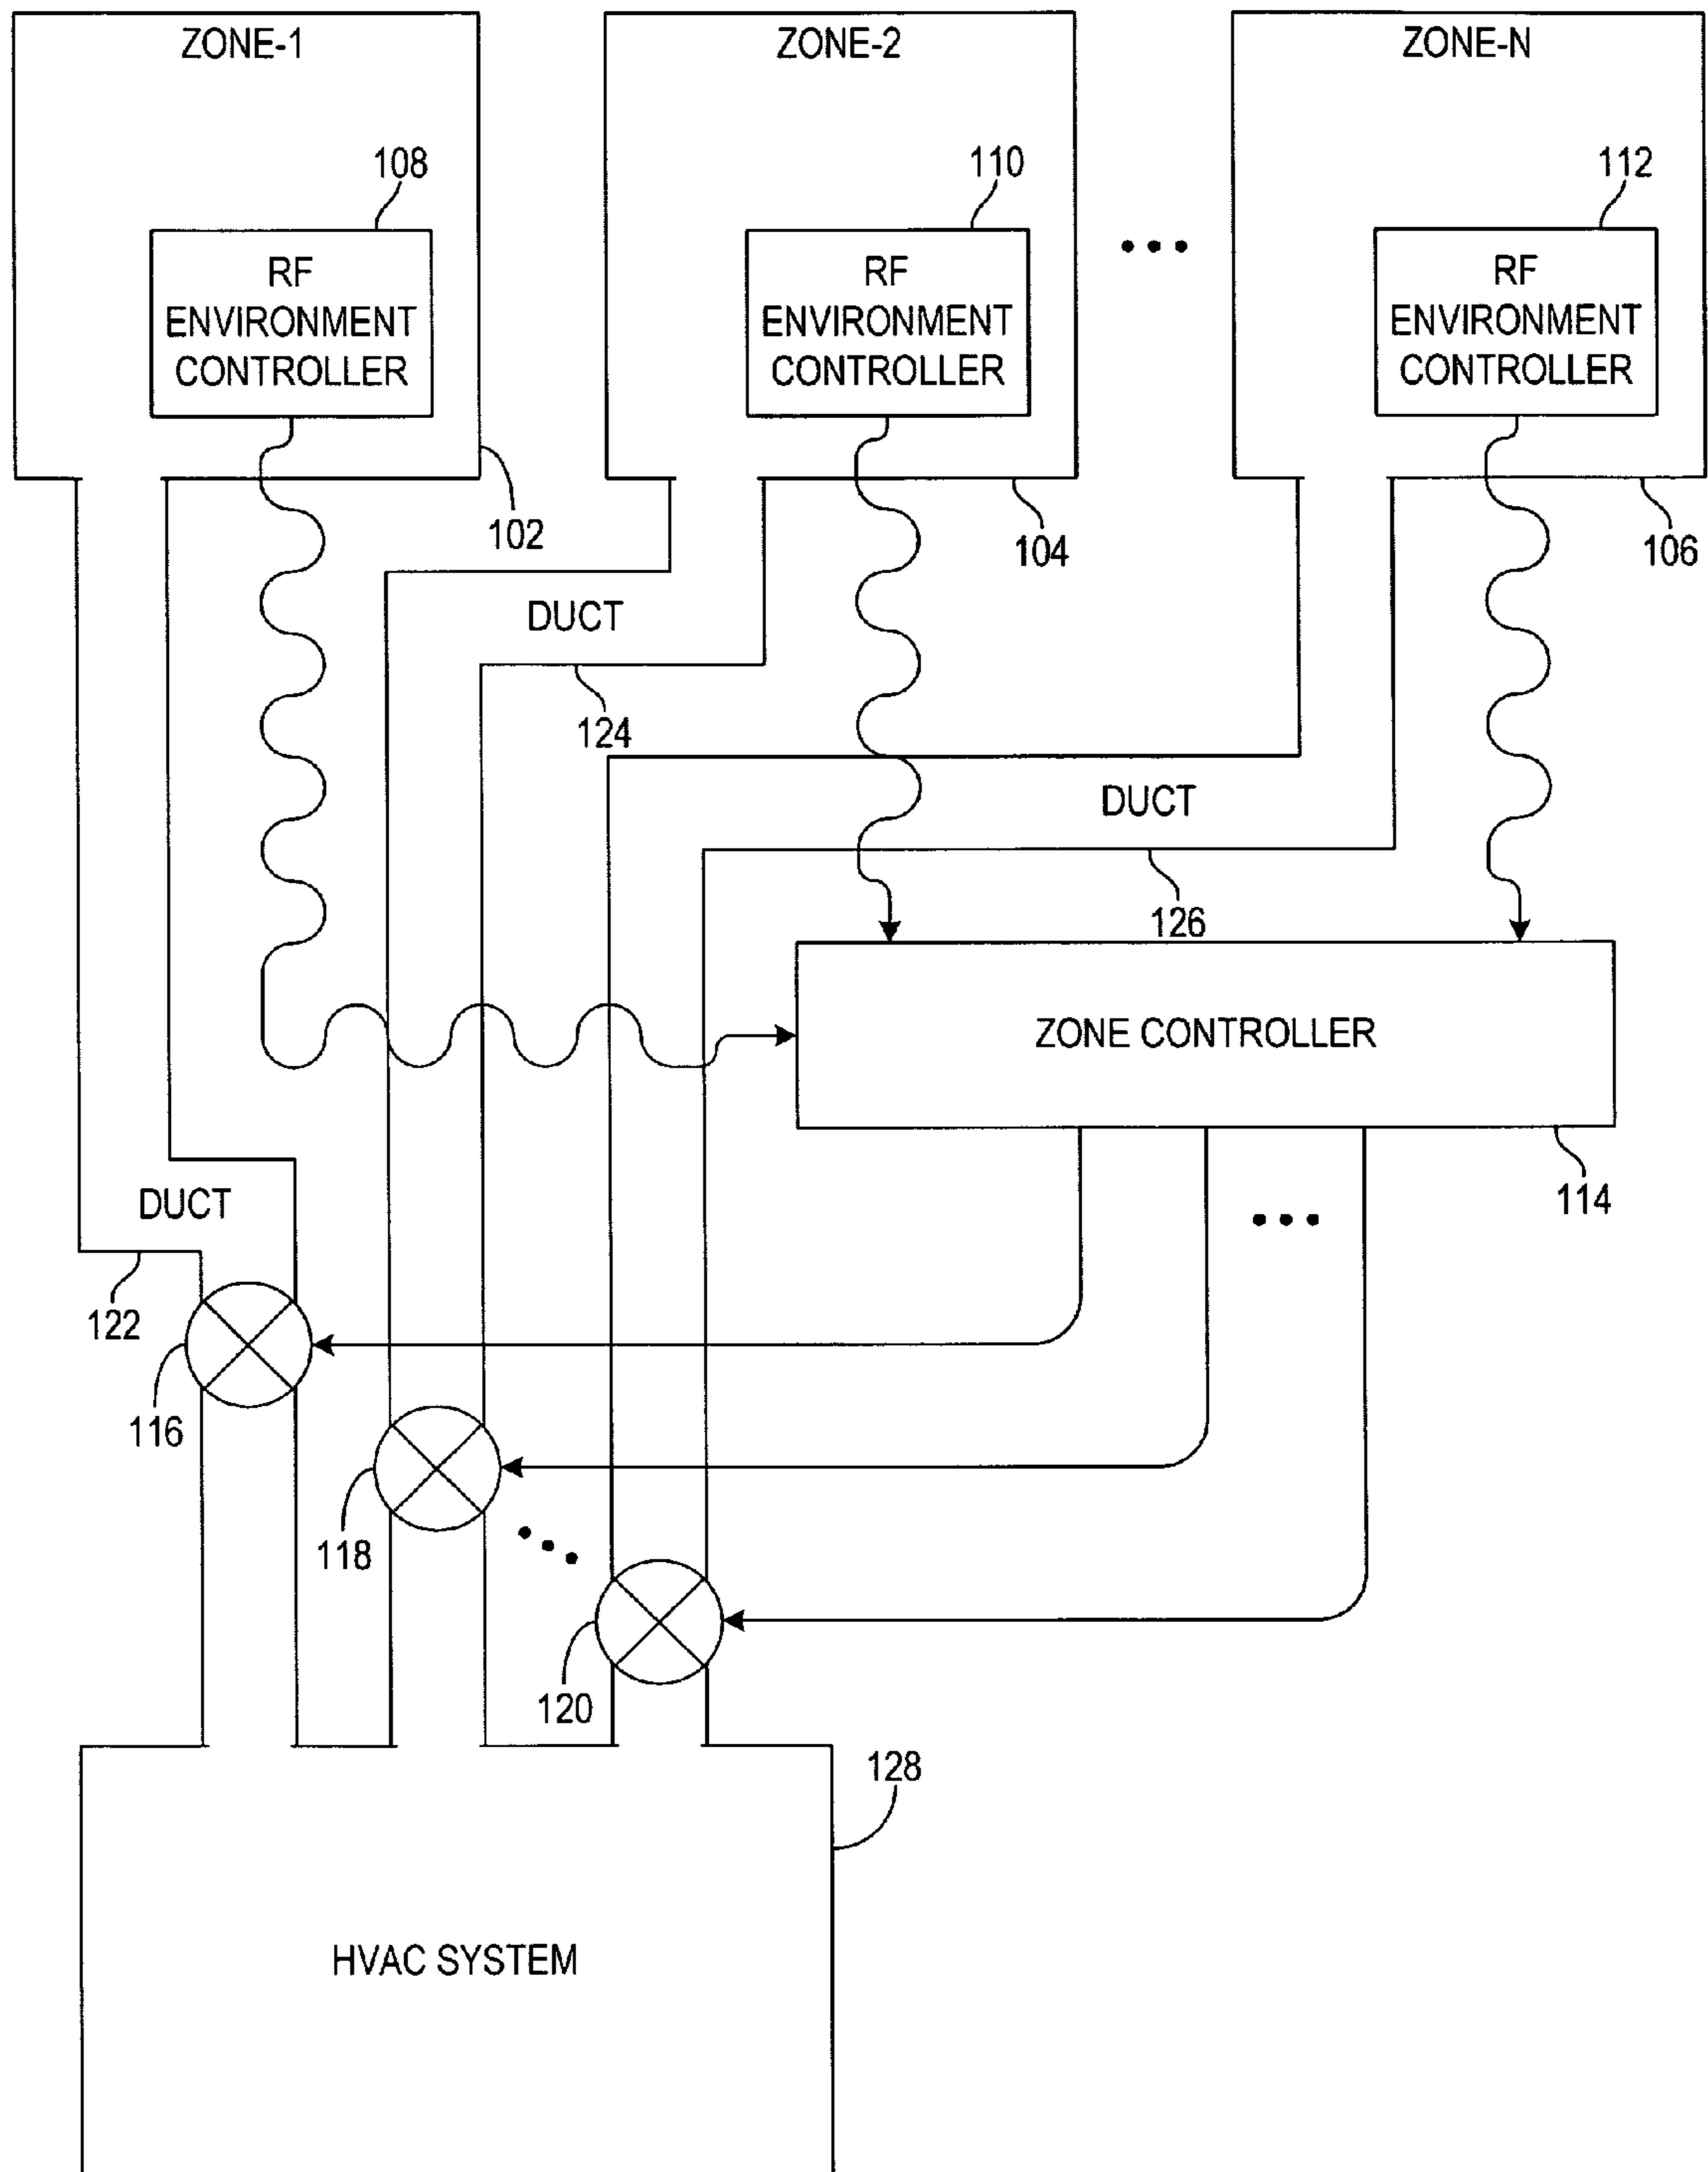 ZONE-1
ZONE-2
ZONE-N
108
110
112
RF
ENVIRONMENT
CONTROLLER
RF
ENVIRONMENT
CONTROLLER
RF
ENVIRONMENT
CONTROLLER
102
104
106
DUCT
124
DUCT
126
ZONE CONTROLLER
DUCT
114
122
116
118
120
128
HVAC SYSTEM